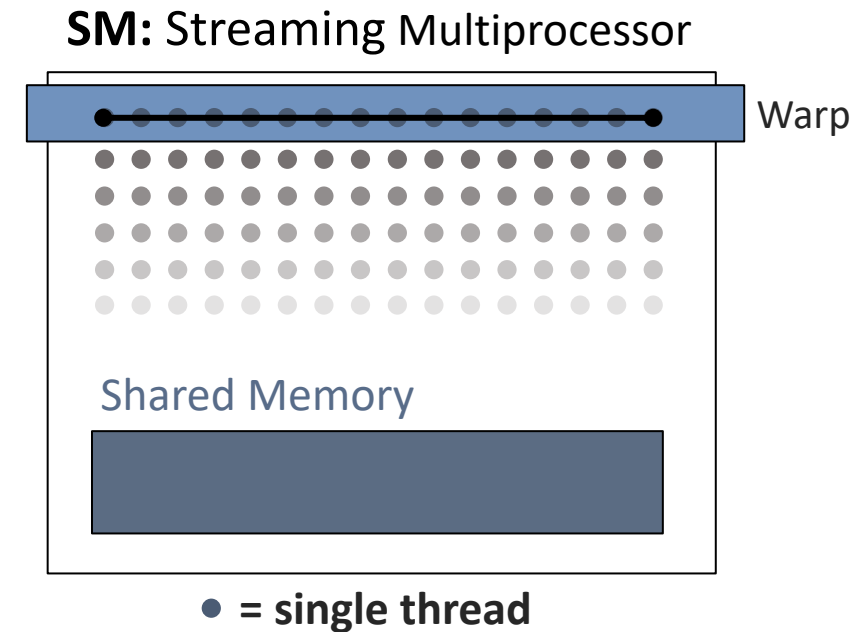 SM: Streaming Multiprocessor
Warp
Shared Memory
= single thread